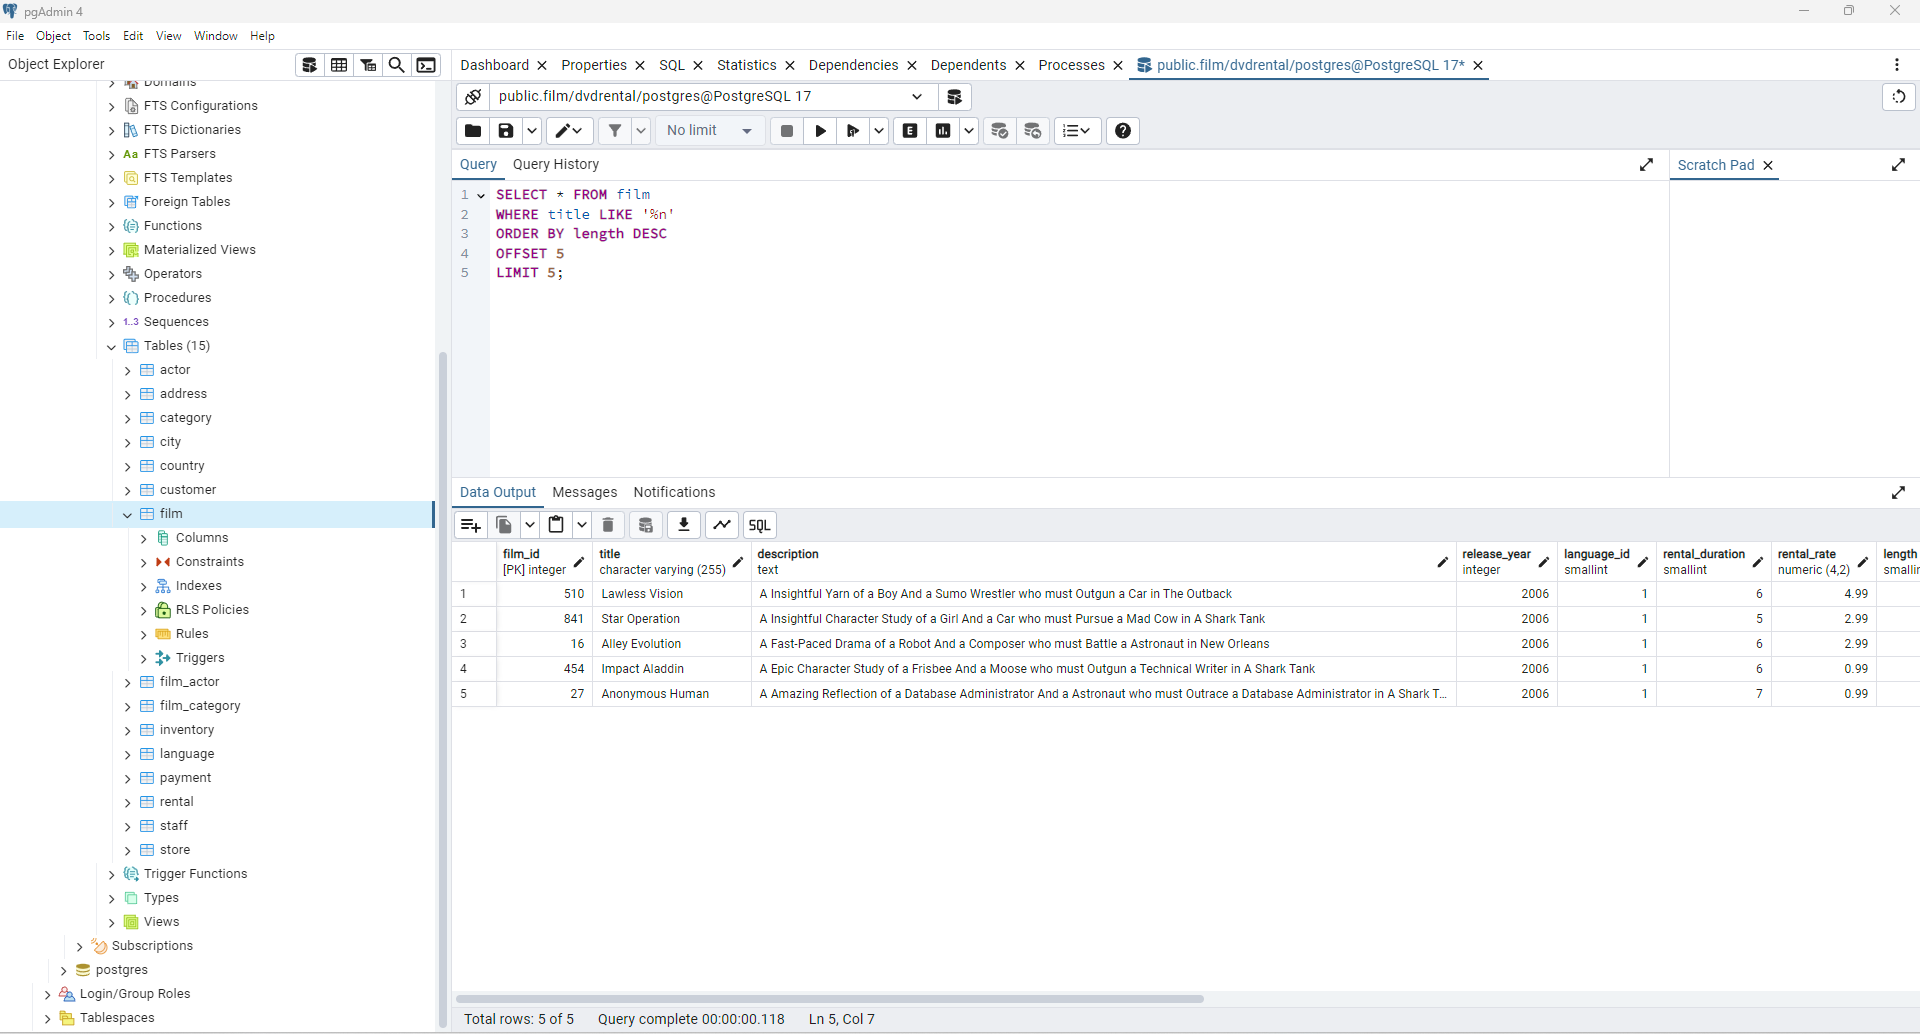 pgAdmin 4
File Object Tools Edit View Window Help
Object Explorer
Domains
FTS Configurations
FTS Dictionaries
Aa FTS Parsers
FTS Templates
Foreign Tables
Functions
Materialized Views
Operators
Procedures
1..3 Sequences
Tables (15)
actor
address
category
city
country
customer
film
Columns
Constraints
Indexes
RLS Policies
Rules
Triggers
film_actor
film_category
inventory
language
payment
rental
staff
store
Trigger Functions
Types
Views
Subscriptions
postgres
Login/Group Roles
Tablespaces
Dashboard Properties SQL Statistics Dependencies Dependents Processes public.film/dvdrental/postgres@PostgreSQL 17*
public.film/dvdrental/postgres@PostgreSQL 17
No limit E
Query Query History
Scratch Pad
1 SELECT * FROM film
2 WHERE title LIKE '%n'
3 ORDER BY length DESC
4 OFFSET 5
5 LIMIT 5;
Data Output Messages Notifications
SQL
film_id title description release_year language_id rental_duration rental_rate length
[PK] integer character varying (255) text integer smallint smallint numeric (4,2) smallin
1 510 Lawless Vision A Insightful Yarn of a Boy And a Sumo Wrestler who must Outgun a Car in The Outback 2006 1 6 4.99
2 841 Star Operation A Insightful Character Study of a Girl And a Car who must Pursue a Mad Cow in A Shark Tank 2006 1 5 2.99
3 16 Alley Evolution A Fast-Paced Drama of a Robot And a Composer who must Battle a Astronaut in New Orleans 2006 1 6 2.99
4 454 Impact Aladdin A Epic Character Study of a Frisbee And a Moose who must Outgun a Technical Writer in A Shark Tank 2006 1 6 0.99
5 27 Anonymous Human A Amazing Reflection of a Database Administrator And a Astronaut who must Outrace a Database Administrator in A Shark T... 2006 1 7 0.99
Total rows: 5 of 5 Query complete 00:00:00.118 Ln 5, Col 7